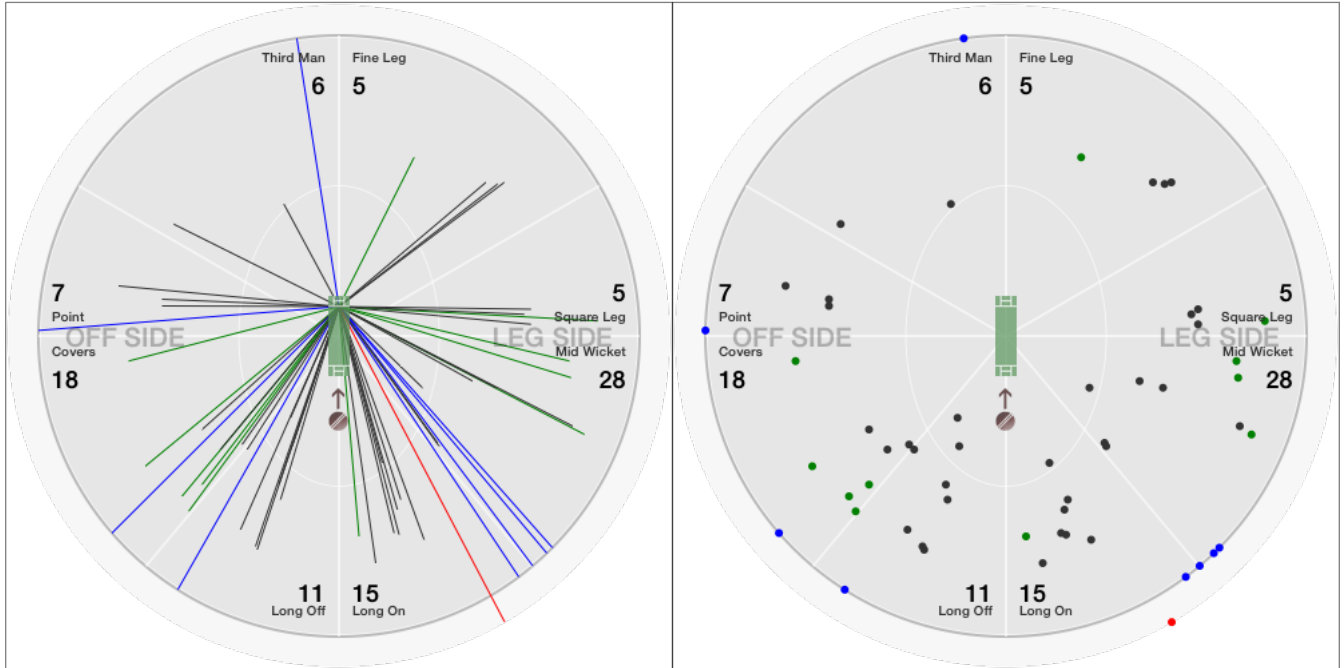 Third Man
Fine Leg
6
5
7
Point
OFF SIDE
Covers
18
5
Square Leg
LEG SIDE
Mid Wicket
28
11
Long Off
15
Long On
Third Man
Fine Leg
6
5
7
Point
OFF SIDE
Covers
18
5
Square Leg
LEG SIDE
Mid Wicket
28
11
Long Off
15
Long On